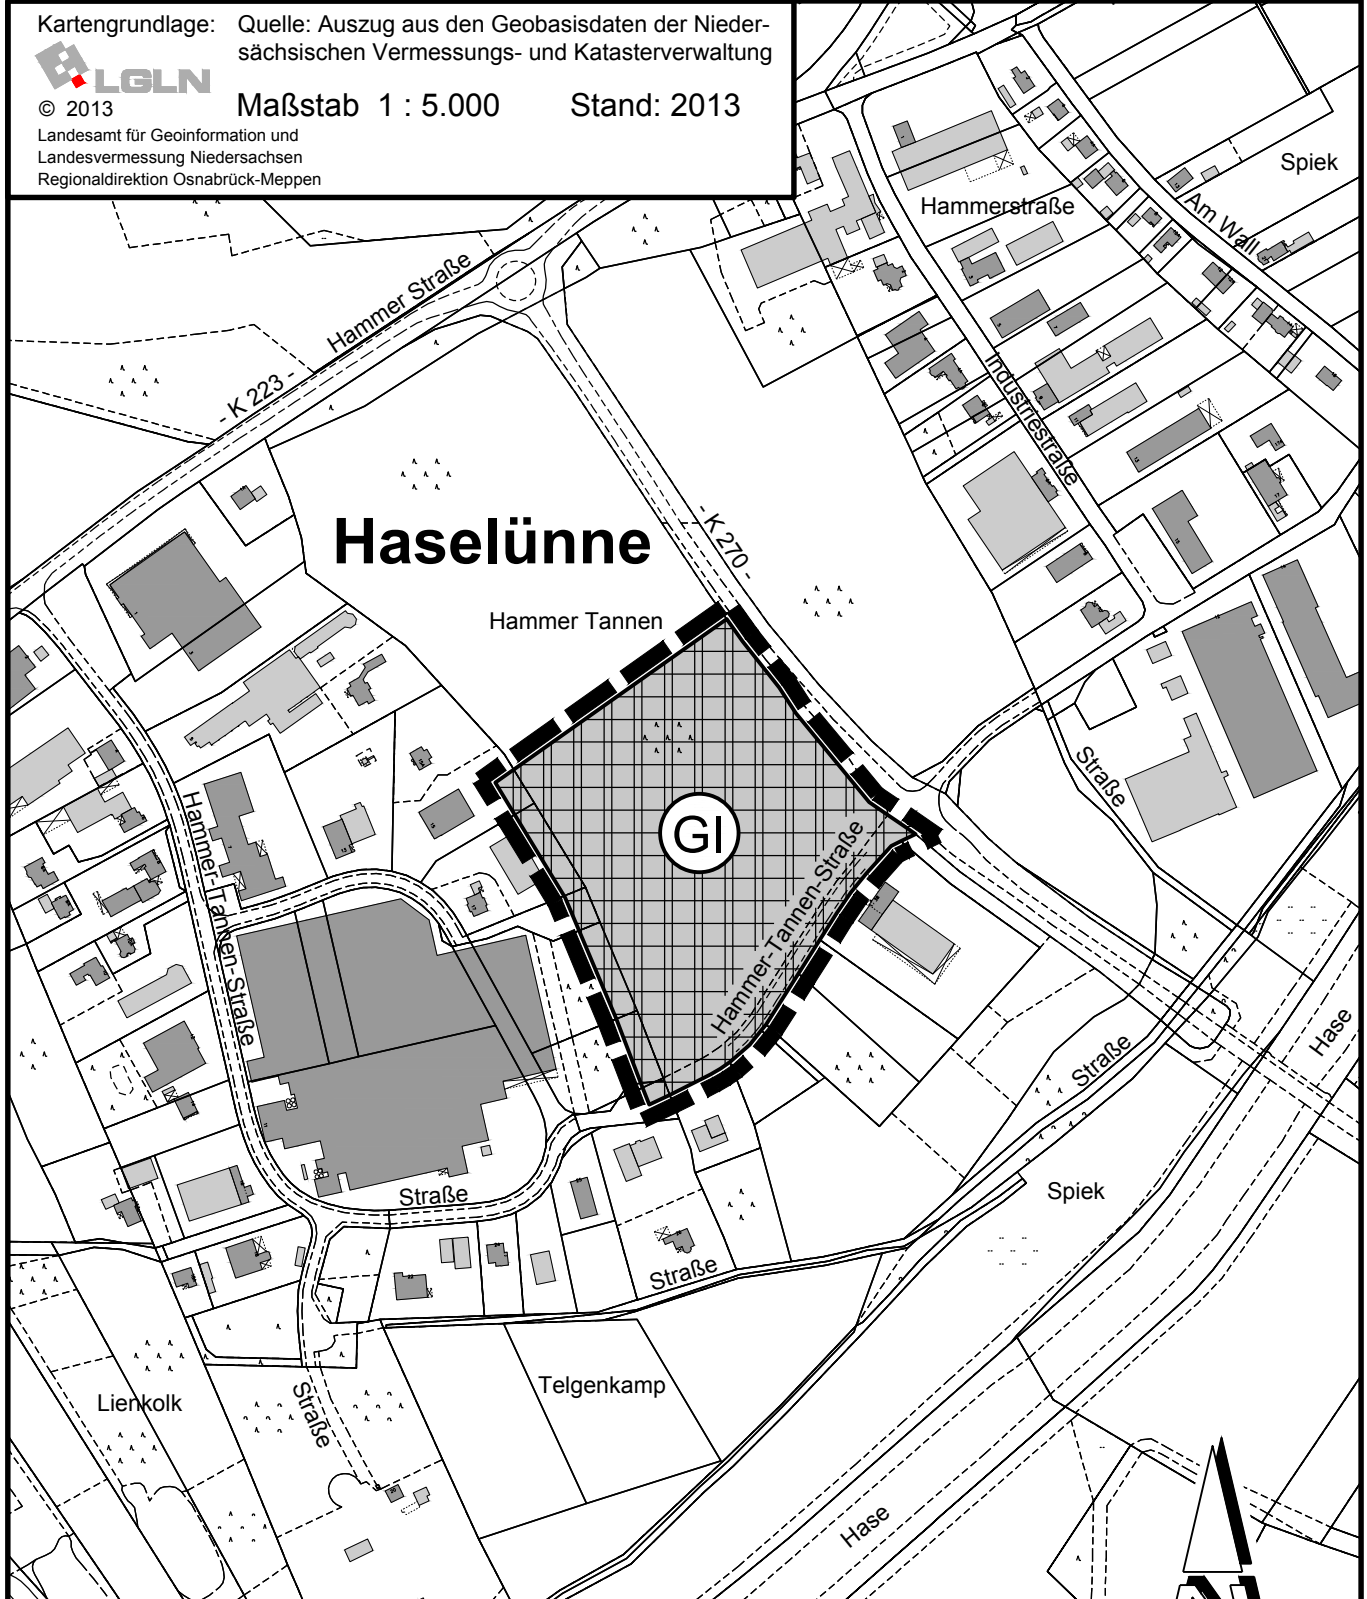 Kartengrundlage: Quelle: Auszug aus den Geobasisdaten der Nieder-
sächsischen Vermessungs- und Katasterverwaltung
LGLN
© 2013 Maßstab 1 : 5.000 Stand: 2013
Landesamt für Geoinformation und
Landesvermessung Niedersachsen
Regionaldirektion Osnabrück-Meppen
Spiek
Hammerstraße
Am Wall
Hammer Straße
- K 223 -
Industriestraße
- K 270 -
Haselünne
Hammer Tannen
Straße
GI
Hammer-Tannen-Straße
Hammer-Tannen-Straße
Hase
Straße
Straße
Spiek
Straße
Telgenkamp
Lienkolk
Straße
Hase